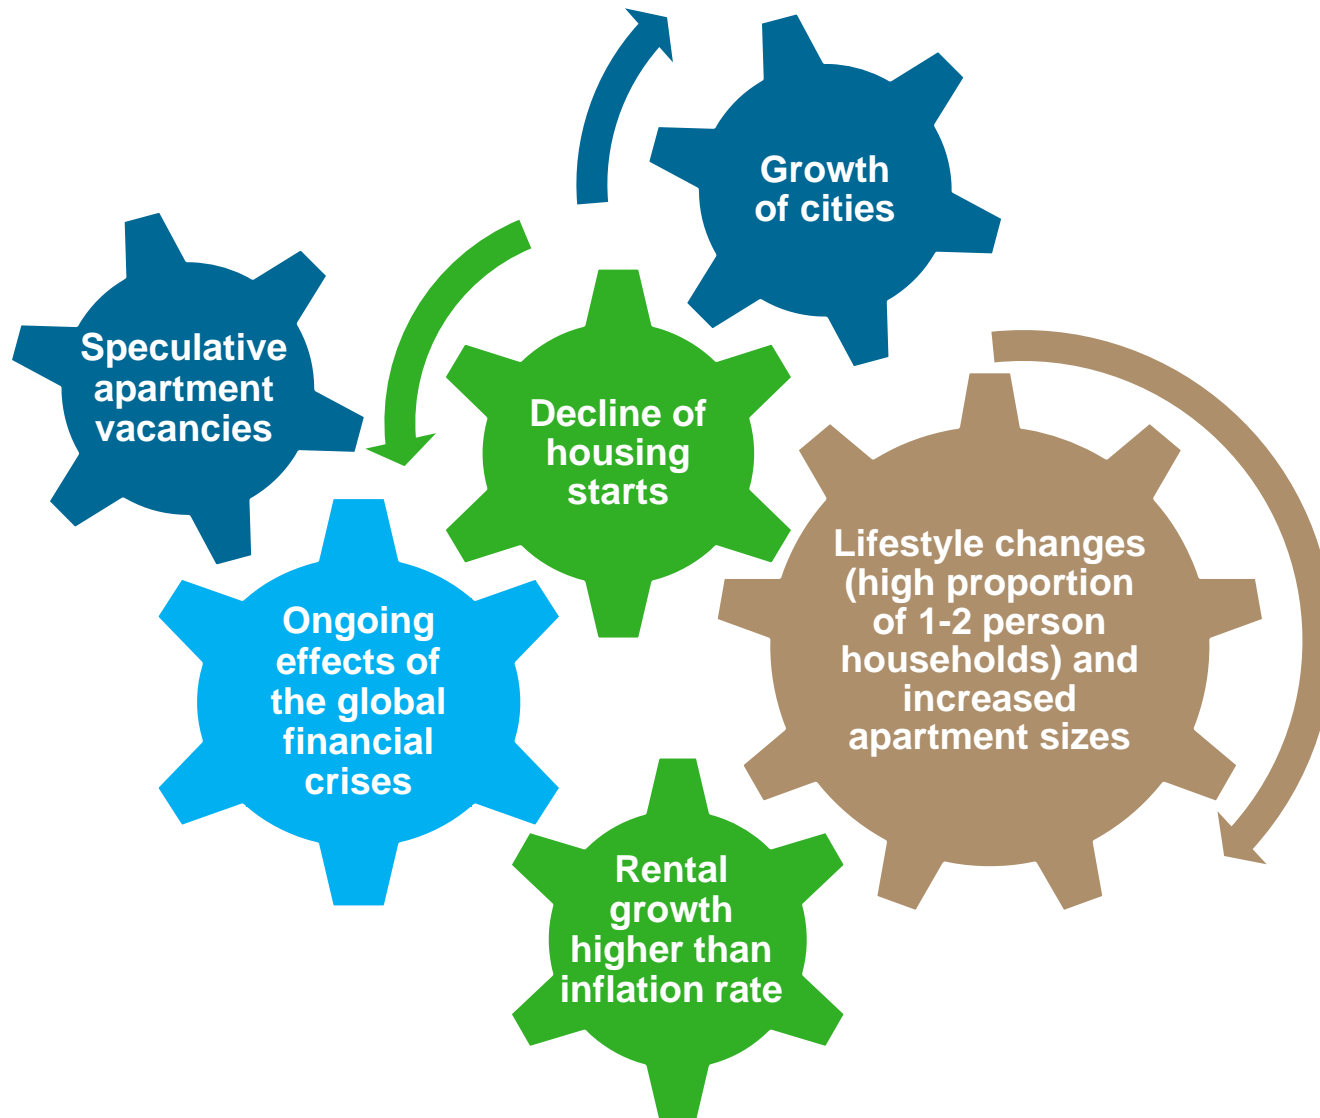 Growth
of cities
Speculative
apartment
vacancies
Decline of
housing
starts
Lifestyle changes
(high proportion
of 1-2 person
households) and
increased
apartment sizes
Ongoing
effects of
the global
financial
crises
Rental
growth
higher than
inflation rate